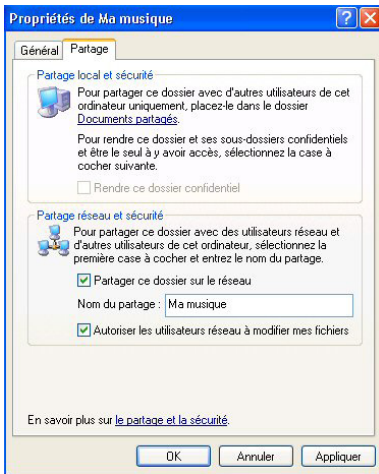 Propriétés de Ma musique
Général Partage
Partage local et sécurité
Pour partager ce dossier avec d'autres utilisateurs de cet
ordinateur uniquement, placez-le dans le dossier
Documents partagés.
Pour rendre ce dossier et ses sous-dossiers confidentiels
et être le seul à y avoir accès, sélectionnez la case à
cocher suivante.
Rendre ce dossier confidentiel
Partage réseau et sécurité
Pour partager ce dossier avec des utilisateurs réseau et
d'autres utilisateurs de cet ordinateur, sélectionnez la
première case à cocher et entrez le nom du partage.
Partager ce dossier sur le réseau
Nom du partage : Ma musique
Autoriser les utilisateurs réseau à modifier mes fichiers
En savoir plus sur le partage et la sécurité.
OK Annuler Appliquer